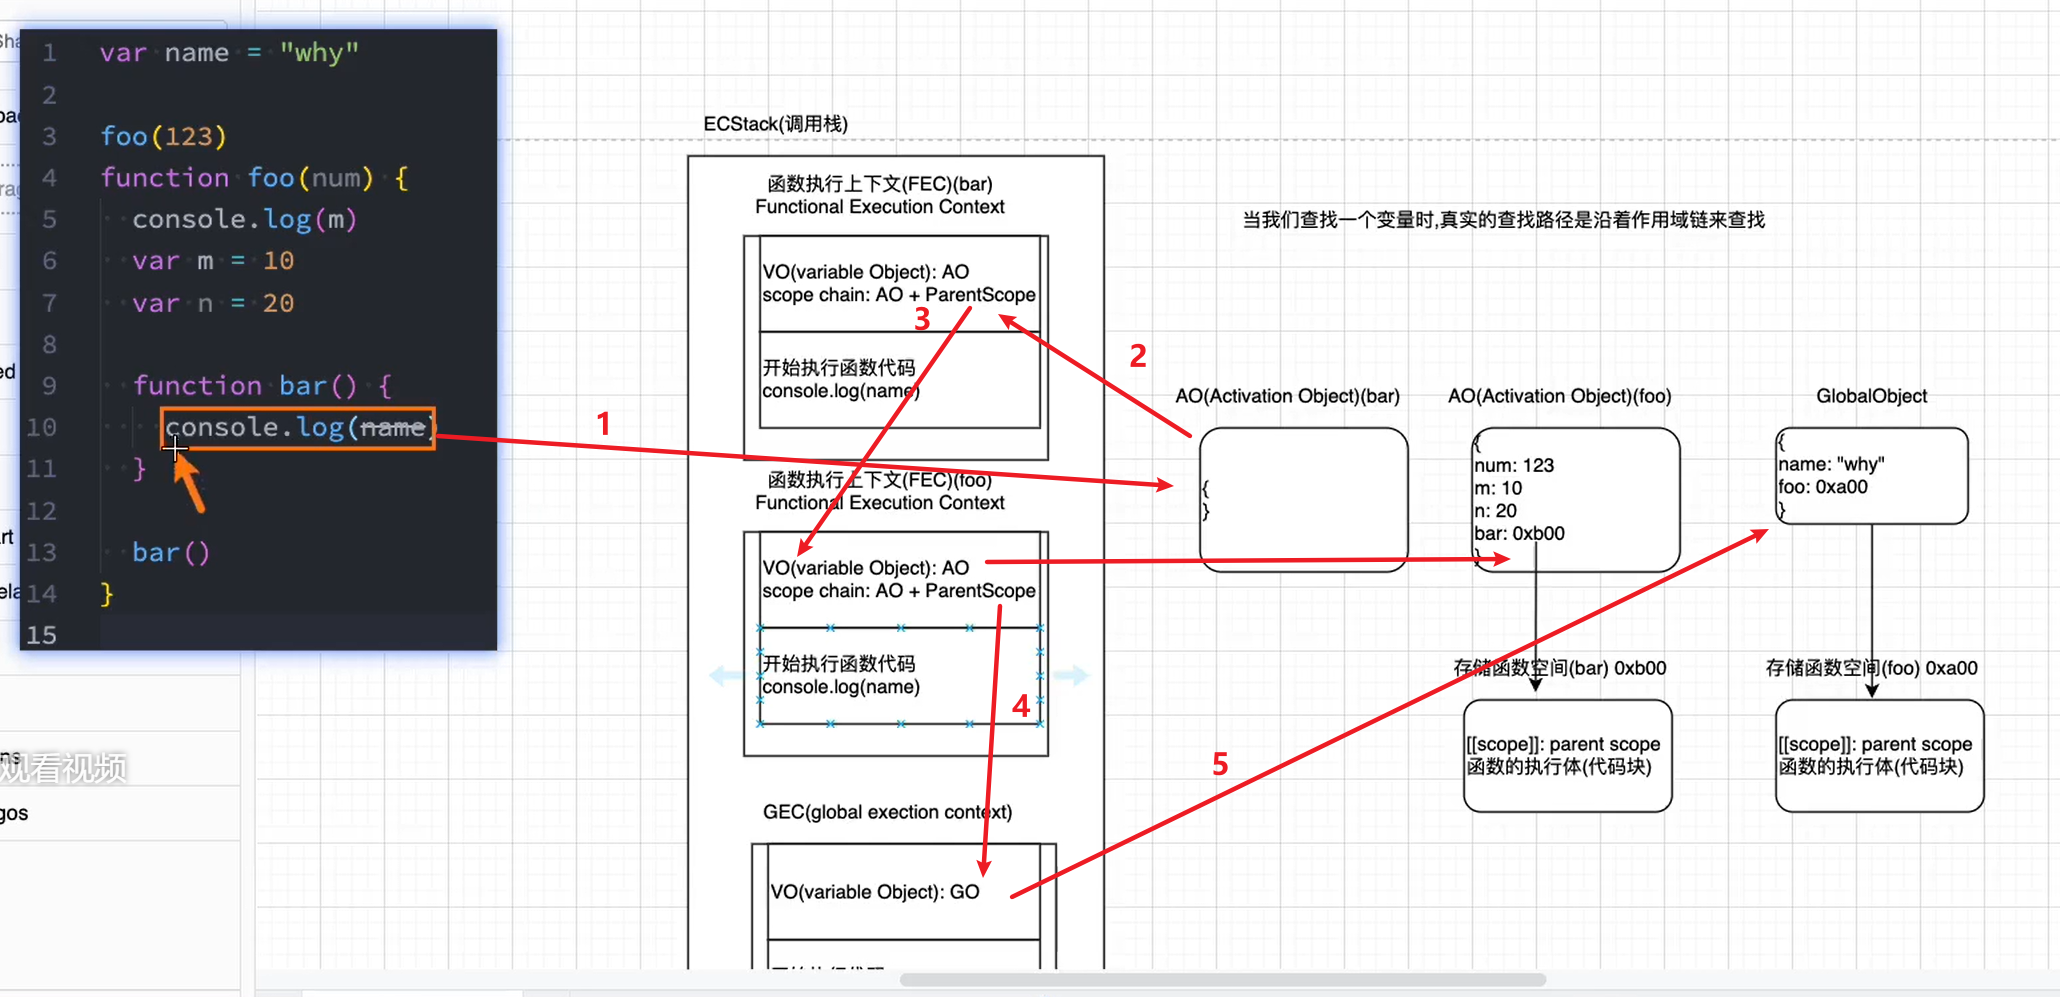 1 var name = "why"
2
3 foo(123)
4 function foo(num) {
5 console.log(m)
6 var m = 10
7 var n = 20
8
9 function bar() {
10 console.log(name)
11 }
12
13 bar()
14 }
15
观看视频
gos
ECStack(调用栈)
函数执行上下文(FEC)(bar)
Functional Execution Context
VO(variable Object): AO
scope chain: AO + ParentScope
开始执行函数代码
console.log(name)
函数执行上下文(FEC)(foo)
Functional Execution Context
VO(variable Object): AO
scope chain: AO + ParentScope
开始执行函数代码
console.log(name)
GEC(global exection context)
VO(variable Object): GO
1
2
3
4
5
当我们查找一个变量时,真实的查找路径是沿着作用域链来查找
AO(Activation Object)(bar)
{
}
AO(Activation Object)(foo)
{
num: 123
m: 10
n: 20
bar: 0xb00
}
GlobalObject
{
name: "why"
foo: 0xa00
}
存储函数空间(bar) 0xb00
[[scope]]: parent scope
函数的执行体(代码块)
存储函数空间(foo) 0xa00
[[scope]]: parent scope
函数的执行体(代码块)